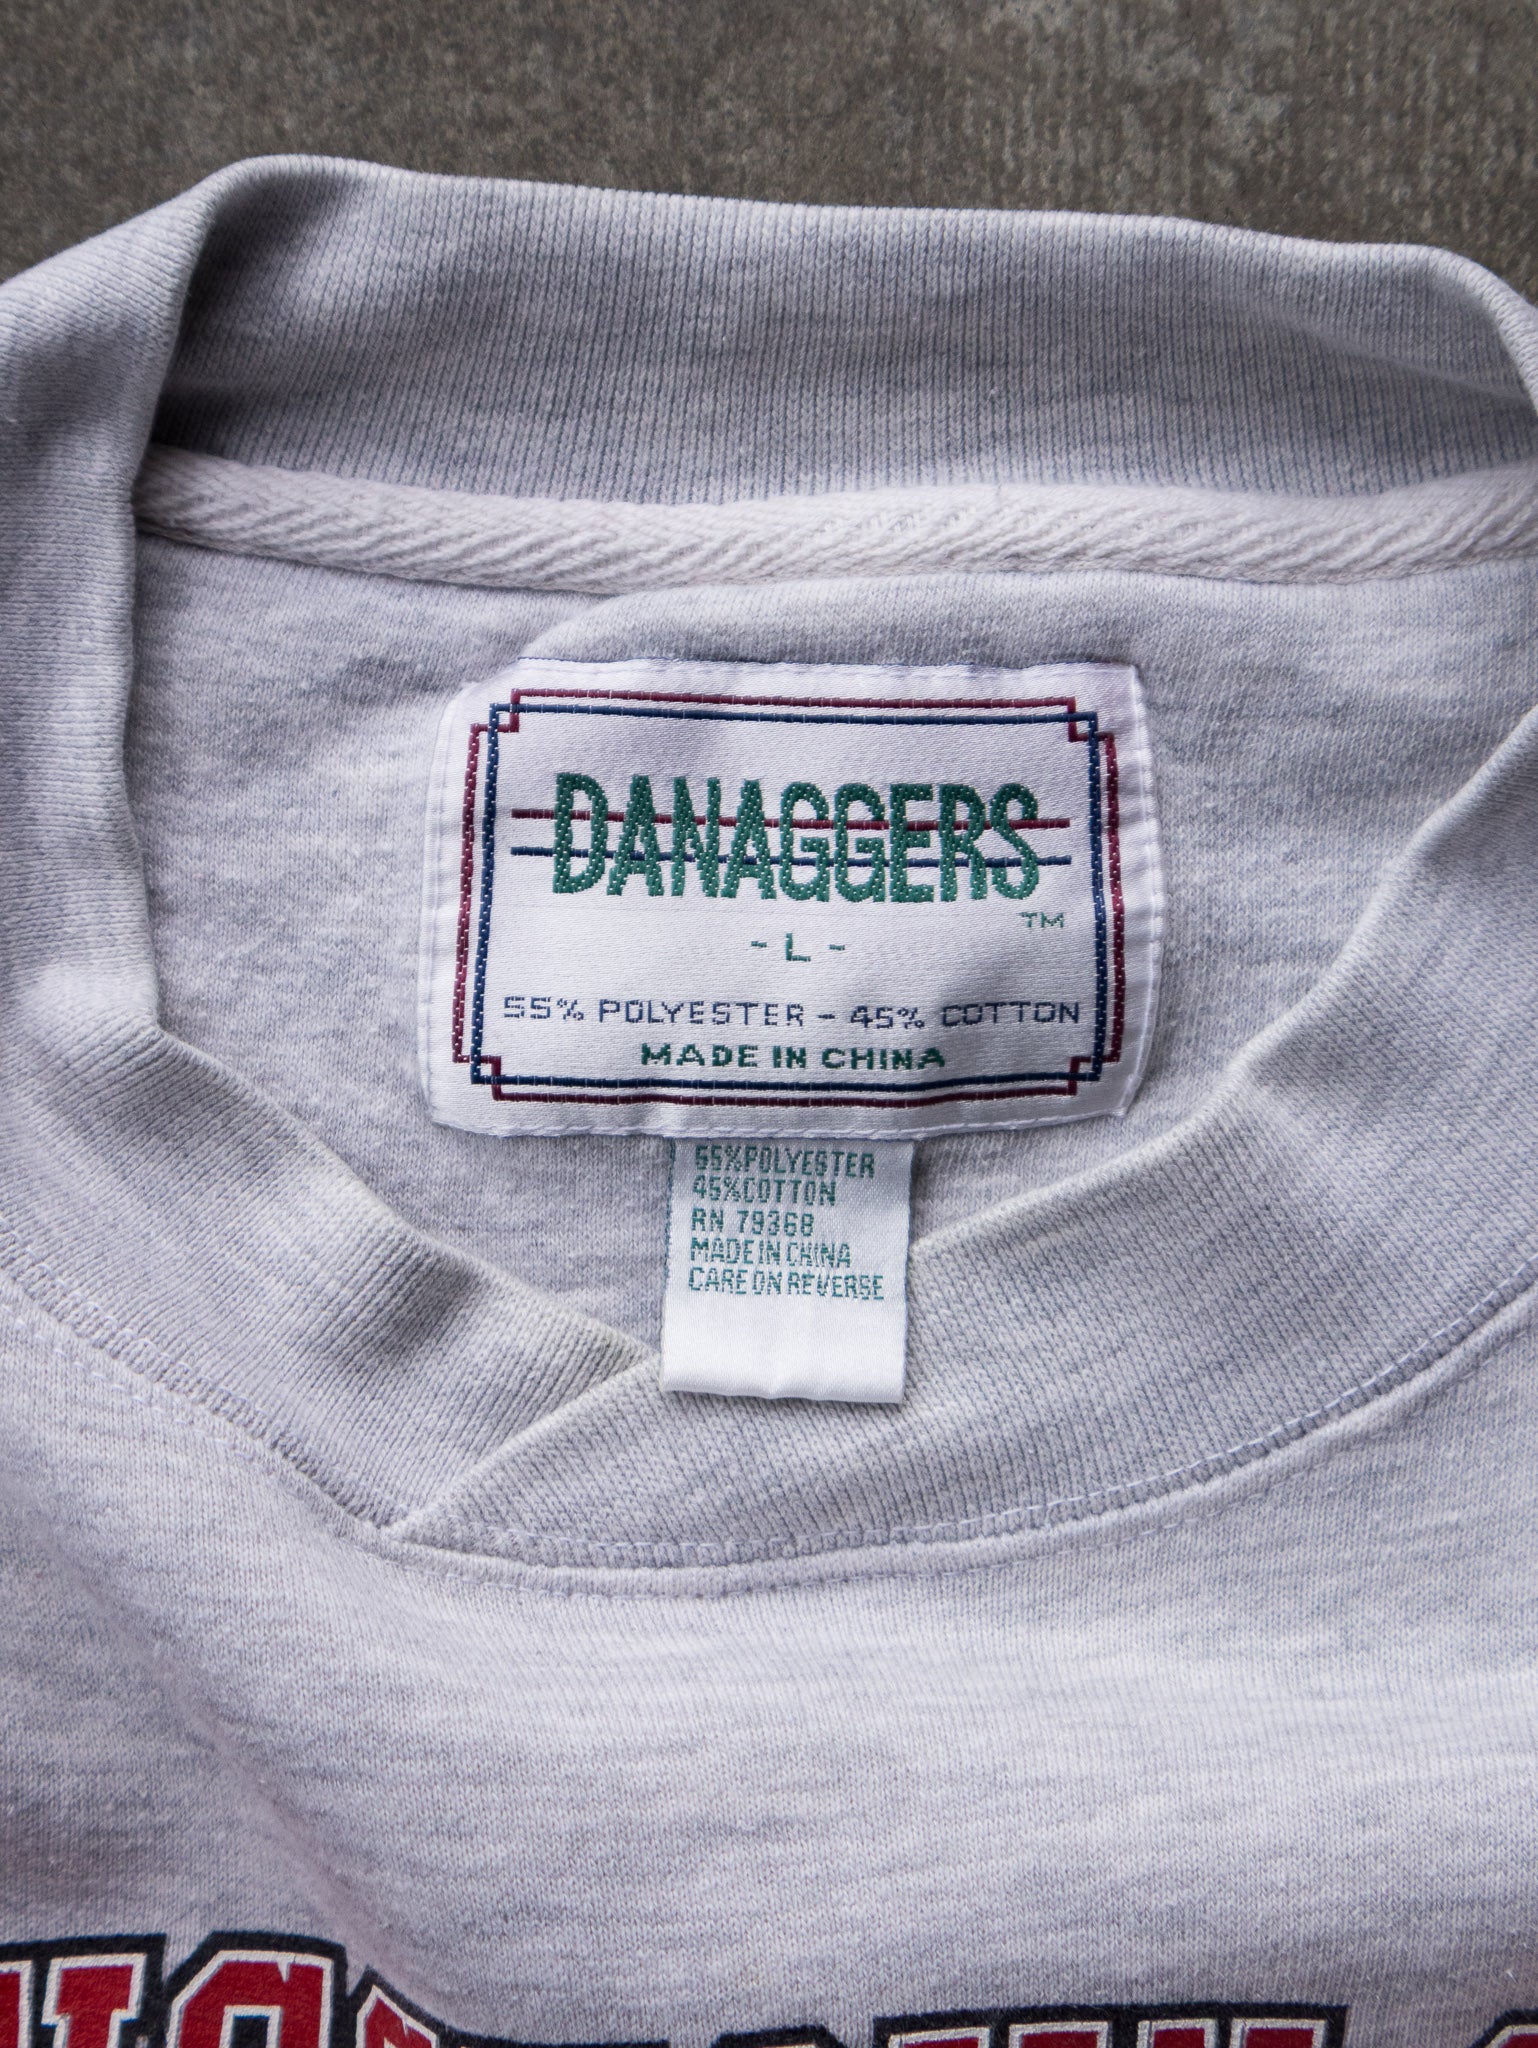 DANAGGERS
TM
- L -
55% POLYESTER - 45% COTTON
MADE IN CHINA
55%POLYESTER
45%COTTON
RN 79368
MADE IN CHINA
CARE ON REVERSE